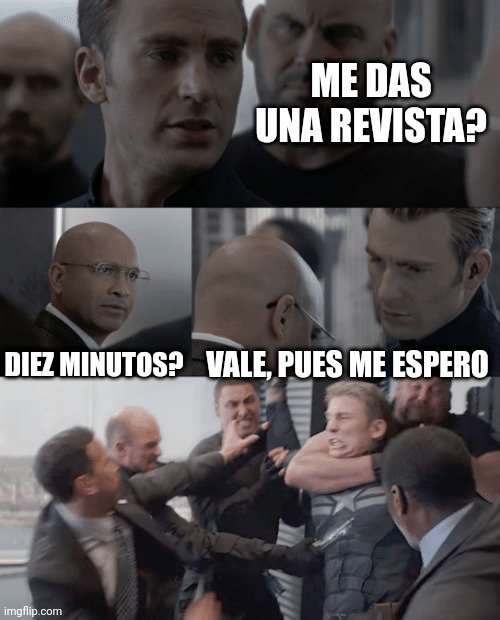 ME DAS
UNA REVISTA?
DIEZ MINUTOS?
VALE, PUES ME ESPERO
imgflip.com